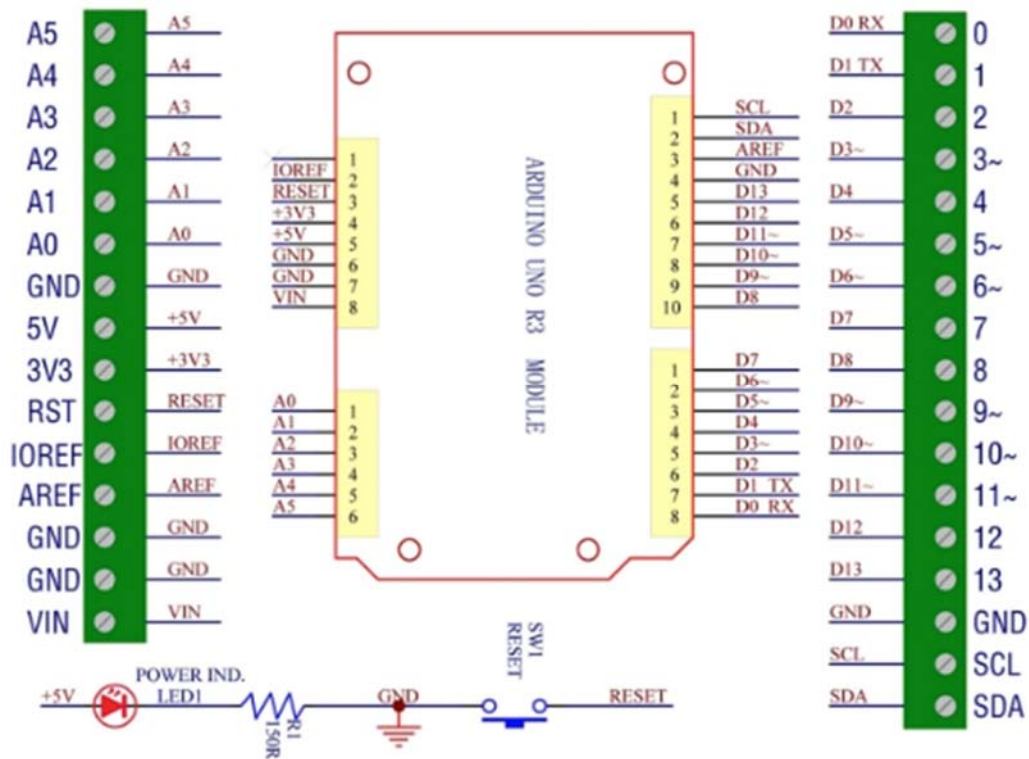 A5 A5
A4 A4
A3 A3
A2 A2
A1 A1
A0 A0
GND GND
5V +5V
3V3 +3V3
RST RESET
IOREF IOREF
AREF AREF
GND GND
GND GND
VIN VIN
1
IOREF 2
RESET 3
+3V3 4
+5V 5
GND 6
GND 7
VIN 8
A0 1
A1 2
A2 3
A3 4
A4 5
A5 6
ARDUINO UNO R3 MODULE
1 SCL
2 SDA
3 AREF
4 GND
5 D13
6 D12
7 D11~
8 D10~
9 D9~
10 D8
1 D7
2 D6~
3 D5~
4 D4
5 D3~
6 D2
7 D1 TX
8 D0 RX
D0 RX 0
D1 TX 1
D2 2
D3~ 3~
D4 4
D5~ 5~
D6~ 6~
D7 7
D8 8
D9~ 9~
D10~ 10~
D11~ 11~
D12 12
D13 13
GND GND
SCL SCL
SDA SDA
POWER IND.
+5V LED1
R1
150R
GND
SW1
RESET
RESET